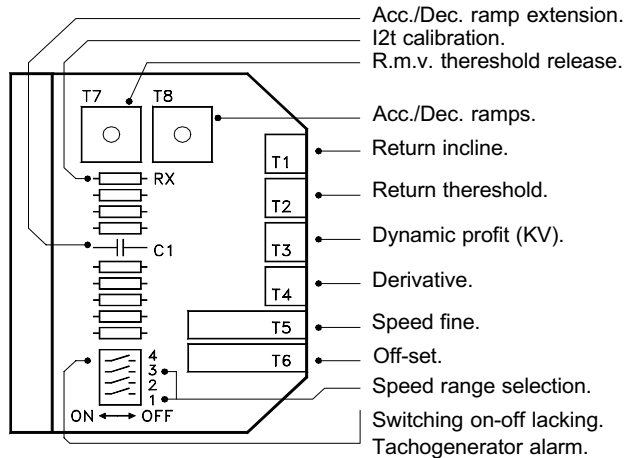 Acc./Dec. ramp extension.
I2t calibration.
R.m.v. thereshold release.
T7 T8
Acc./Dec. ramps.
T1 Return incline.
RX
T2 Return thereshold.
T3 Dynamic profit (KV).
C1
T4 Derivative.
T5 Speed fine.
T6 Off-set.
4
3
2
1
Speed range selection.
ON OFF
Switching on-off lacking.
Tachogenerator alarm.